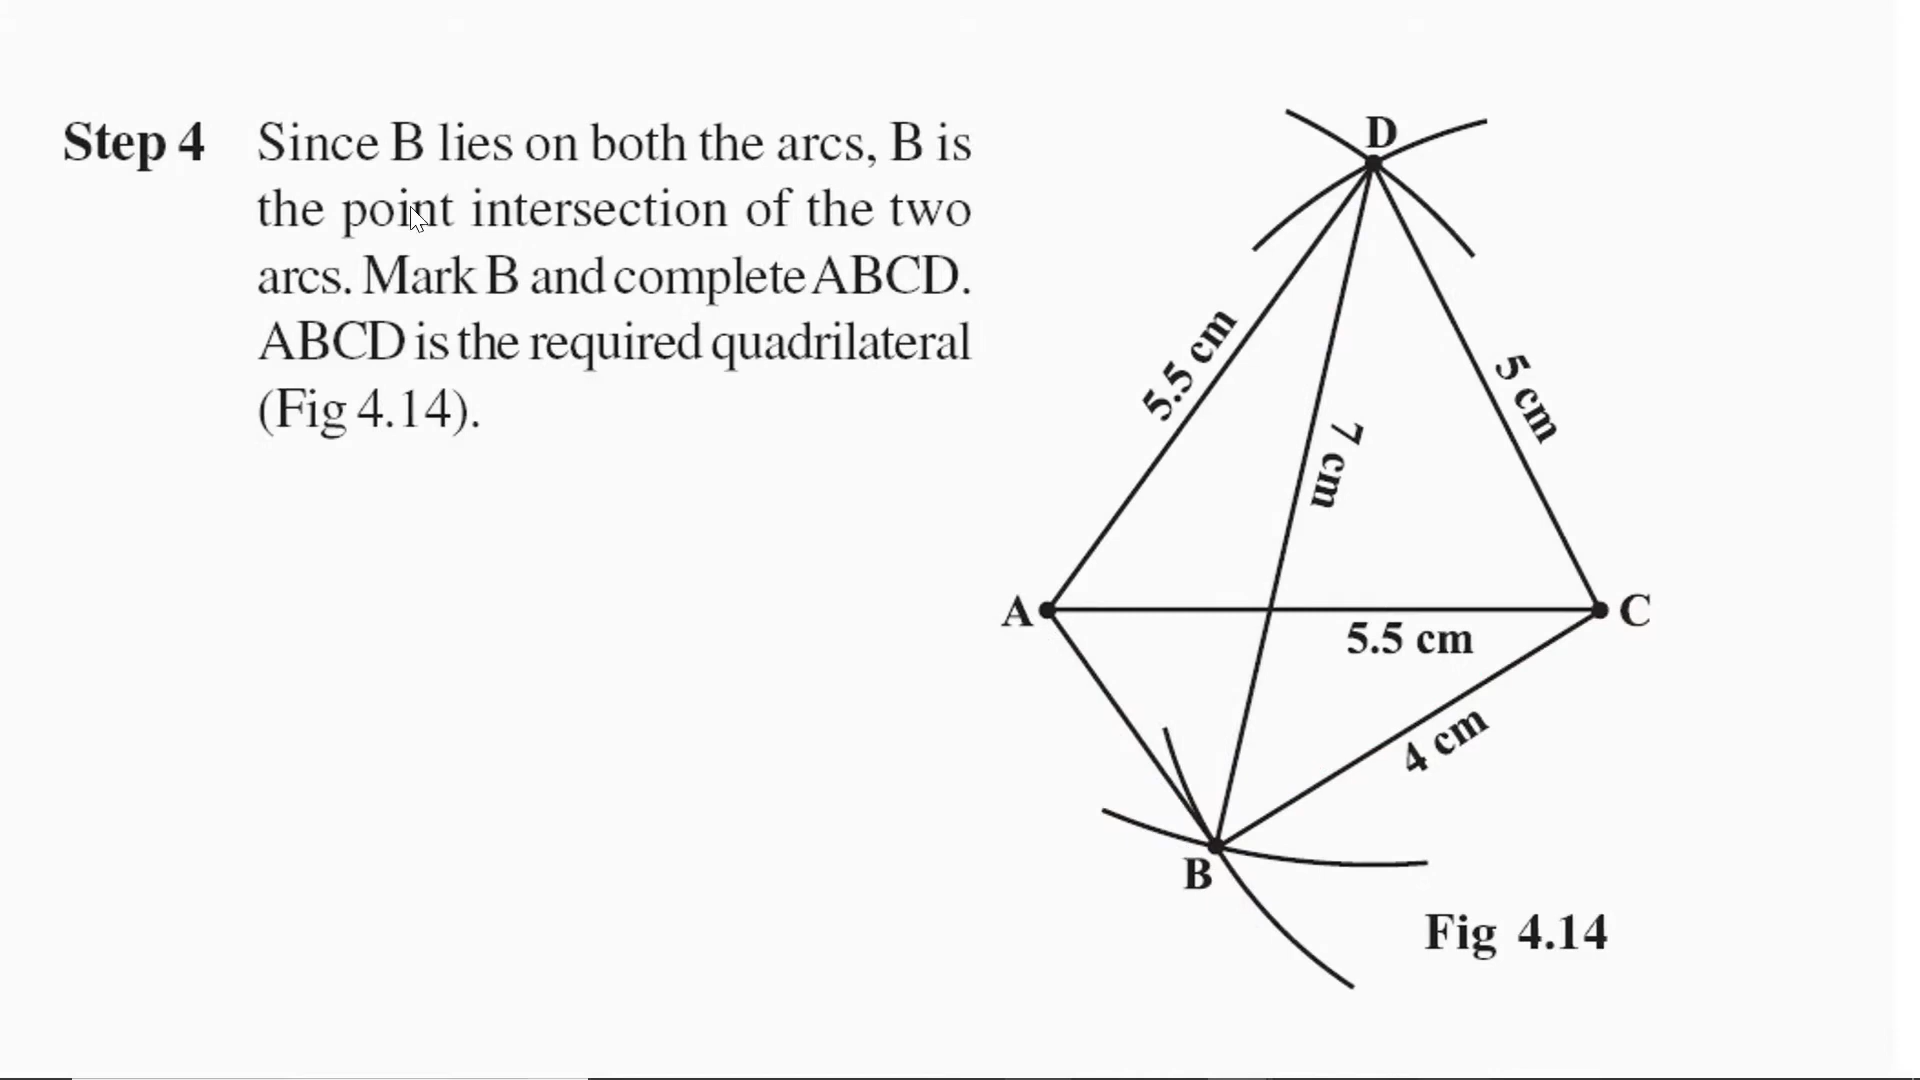 Step 4 Since B lies on both the arcs, B is
the point intersection of the two
arcs. Mark B and complete ABCD.
ABCD is the required quadrilateral
(Fig 4.14).
D
5.5 cm
5 cm
7 cm
A
C
5.5 cm
4 cm
B
Fig 4.14